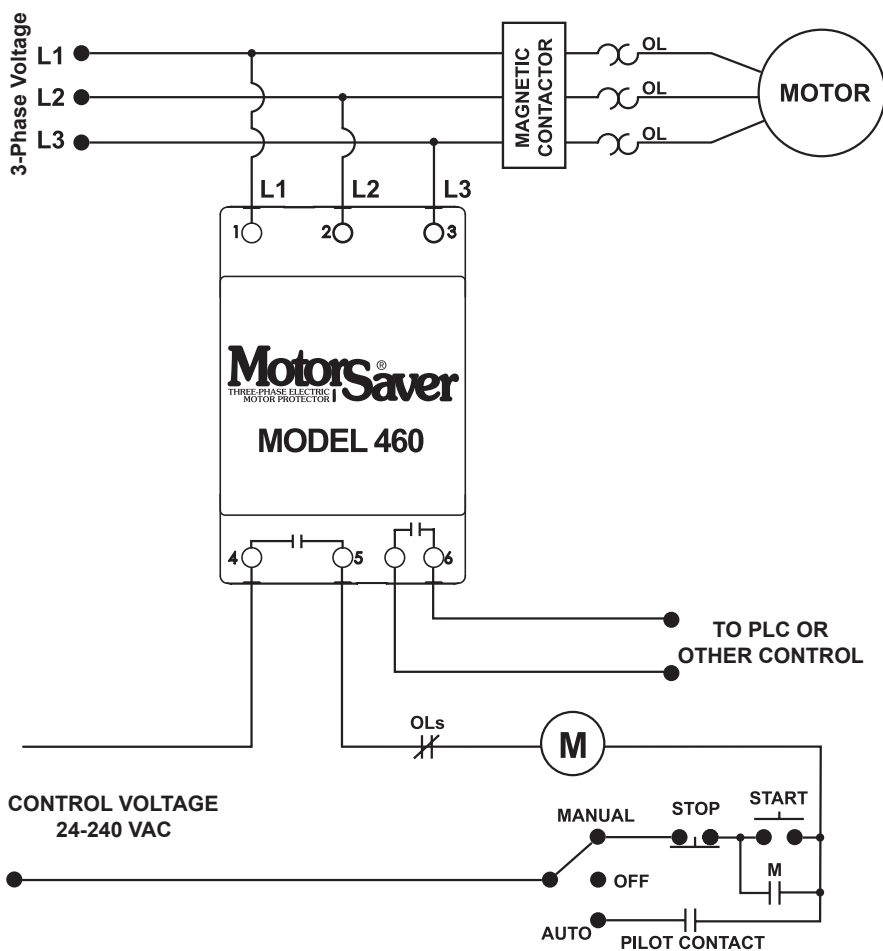 3-Phase Voltage
L1
L2
L3
MAGNETIC
CONTACTOR
OL
OL
OL
MOTOR
L1 L2 L3
1 2 3
MotorSaver®
THREE-PHASE ELECTRIC
MOTOR PROTECTOR
MODEL 460
4 5 6
TO PLC OR
OTHER CONTROL
OLs
M
CONTROL VOLTAGE
24-240 VAC
MANUAL STOP START
M
OFF
AUTO PILOT CONTACT